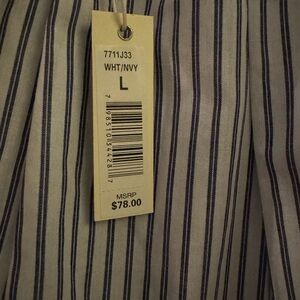 7711J33
WHT/NVY
L
MSRP
$78.00